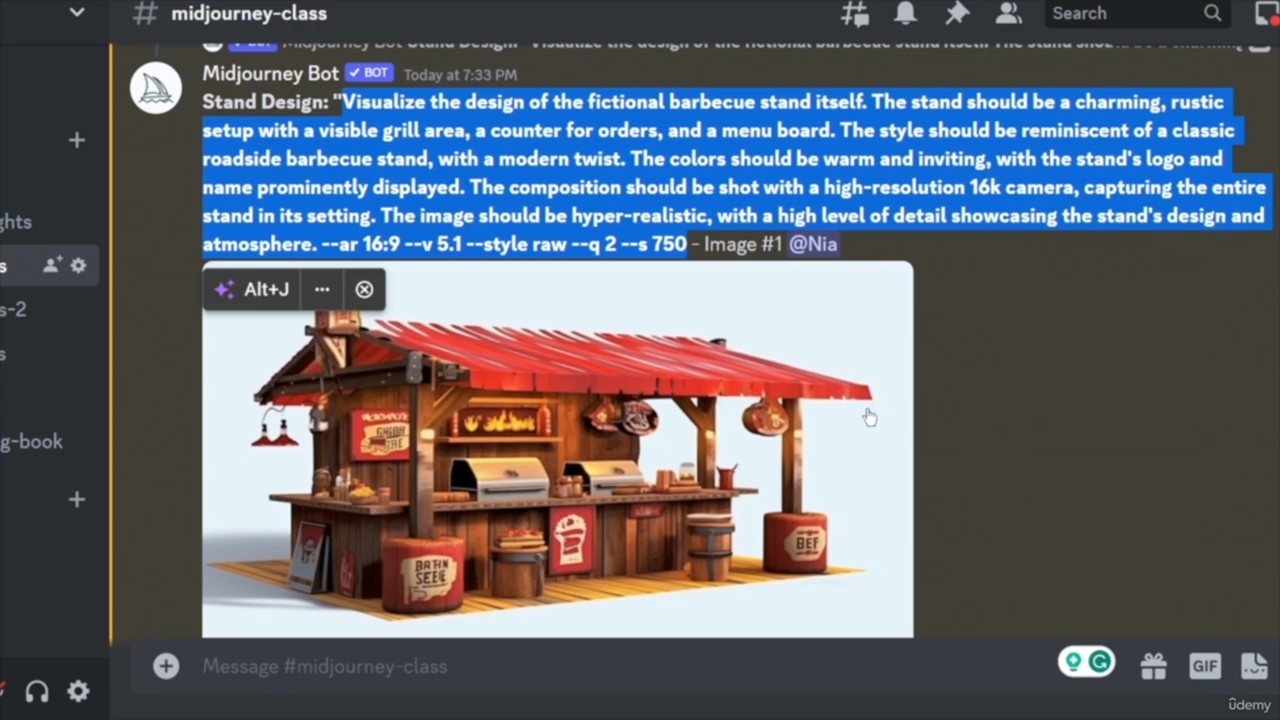 midjourney-class
Search
Midjourney Bot BOT Today at 7:33 PM
Stand Design: "Visualize the design of the fictional barbecue stand itself. The stand should be a charming, rustic
setup with a visible grill area, a counter for orders, and a menu board. The style should be reminiscent of a classic
roadside barbecue stand, with a modern twist. The colors should be warm and inviting, with the stand's logo and
name prominently displayed. The composition should be shot with a high-resolution 16k camera, capturing the entire
stand in its setting. The image should be hyper-realistic, with a high level of detail showcasing the stand's design and
atmosphere. --ar 16:9 --v 5.1 --style raw --q 2 --s 750 - Image #1 @Nia
ghts
s
Alt+J
s-2
s
g-book
BEF
Message #midjourney-class
GIF
ûdemy